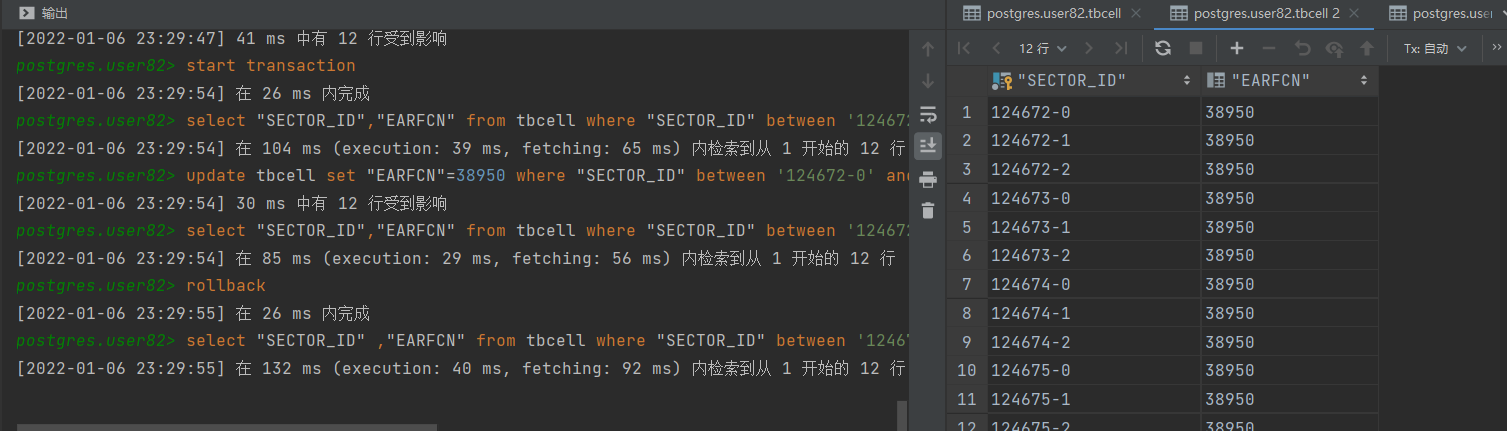 输出
[2022-01-06 23:29:47] 41 ms 中有 12 行受到影响
postgres.user82> start transaction
[2022-01-06 23:29:54] 在 26 ms 内完成
postgres.user82> select "SECTOR_ID","EARFCN" from tbcell where "SECTOR_ID" between '124672
[2022-01-06 23:29:54] 在 104 ms (execution: 39 ms, fetching: 65 ms) 内检索到从 1 开始的 12 行
postgres.user82> update tbcell set "EARFCN"=38950 where "SECTOR_ID" between '124672-0' and
[2022-01-06 23:29:54] 30 ms 中有 12 行受到影响
postgres.user82> select "SECTOR_ID","EARFCN" from tbcell where "SECTOR_ID" between '124672
[2022-01-06 23:29:54] 在 85 ms (execution: 29 ms, fetching: 56 ms) 内检索到从 1 开始的 12 行
postgres.user82> rollback
[2022-01-06 23:29:55] 在 26 ms 内完成
postgres.user82> select "SECTOR_ID" ,"EARFCN" from tbcell where "SECTOR_ID" between '12467
[2022-01-06 23:29:55] 在 132 ms (execution: 40 ms, fetching: 92 ms) 内检索到从 1 开始的 12 行
postgres.user82.tbcell postgres.user82.tbcell 2 postgres.use
12 行 Tx: 自动
"SECTOR_ID" "EARFCN"
1 124672-0 38950
2 124672-1 38950
3 124672-2 38950
4 124673-0 38950
5 124673-1 38950
6 124673-2 38950
7 124674-0 38950
8 124674-1 38950
9 124674-2 38950
10 124675-0 38950
11 124675-1 38950
12 124675-2 38950